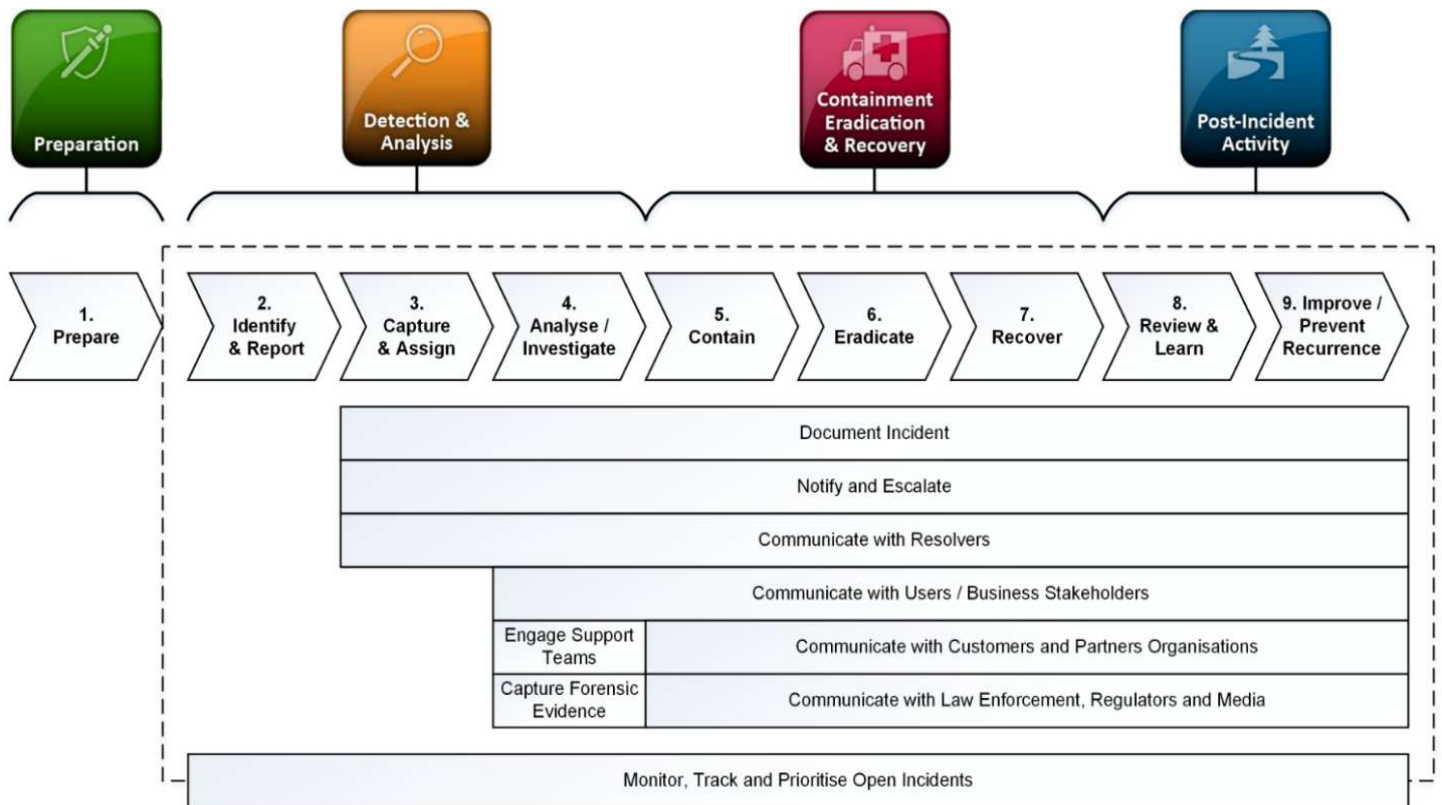 Preparation
Detection &
Analysis
Containment
Eradication
& Recovery
Post-Incident
Activity
1.
Prepare
2.
Identify
& Report
3.
Capture
& Assign
4.
Analyse /
Investigate
5.
Contain
6.
Eradicate
7.
Recover
8.
Review &
Learn
9. Improve /
Prevent
Recurrence
Document Incident
Notify and Escalate
Communicate with Resolvers
Communicate with Users / Business Stakeholders
Engage Support
Teams
Communicate with Customers and Partners Organisations
Capture Forensic
Evidence
Communicate with Law Enforcement, Regulators and Media
Monitor, Track and Prioritise Open Incidents